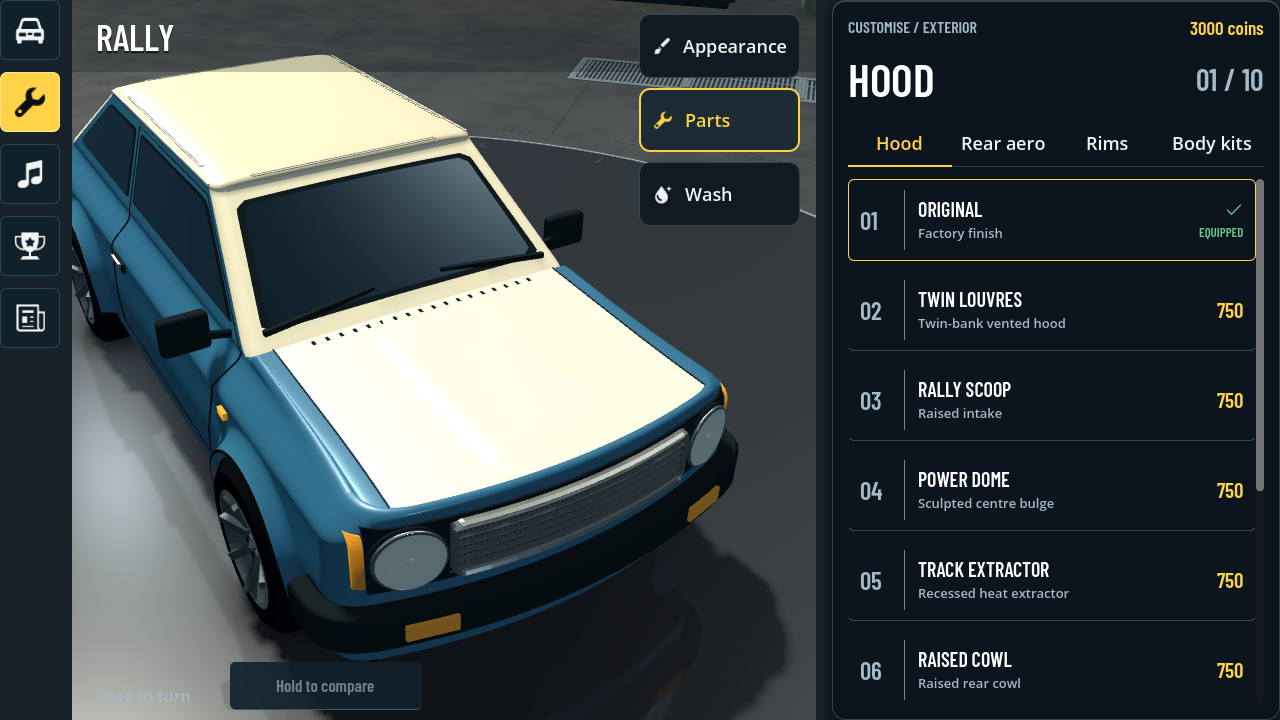 RALLY
Appearance
Parts
Wash
Drag to turn
Hold to compare
CUSTOMISE / EXTERIOR
3000 coins
HOOD
01 / 10
Hood
Rear aero
Rims
Body kits
01
ORIGINAL
Factory finish
EQUIPPED
02
TWIN LOUVRES
Twin-bank vented hood
750
03
RALLY SCOOP
Raised intake
750
04
POWER DOME
Sculpted centre bulge
750
05
TRACK EXTRACTOR
Recessed heat extractor
750
06
RAISED COWL
Raised rear cowl
750